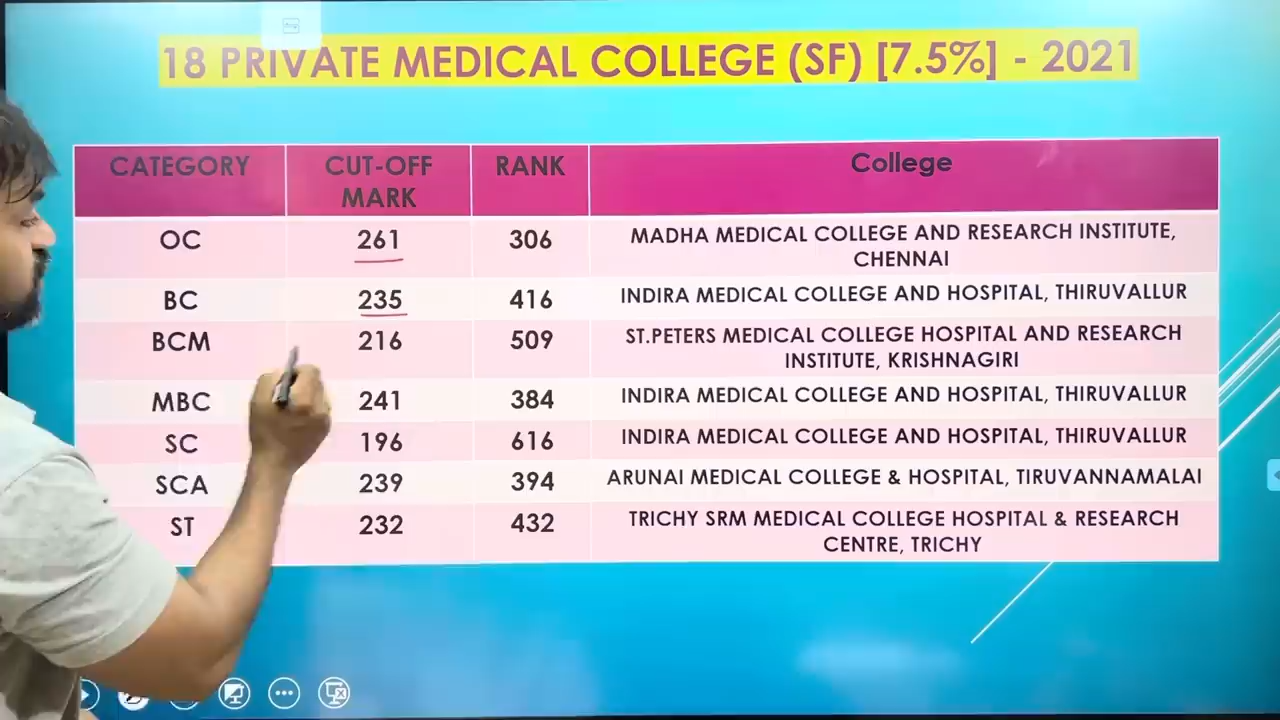 18 PRIVATE MEDICAL COLLEGE (SF) [7.5%] - 2021
CATEGORY CUT-OFF MARK RANK College
OC 261 306 MADHA MEDICAL COLLEGE AND RESEARCH INSTITUTE, CHENNAI
BC 235 416 INDIRA MEDICAL COLLEGE AND HOSPITAL, THIRUVALLUR
BCM 216 509 ST.PETERS MEDICAL COLLEGE HOSPITAL AND RESEARCH INSTITUTE, KRISHNAGIRI
MBC 241 384 INDIRA MEDICAL COLLEGE AND HOSPITAL, THIRUVALLUR
SC 196 616 INDIRA MEDICAL COLLEGE AND HOSPITAL, THIRUVALLUR
SCA 239 394 ARUNAI MEDICAL COLLEGE & HOSPITAL, TIRUVANNAMALAI
ST 232 432 TRICHY SRM MEDICAL COLLEGE HOSPITAL & RESEARCH CENTRE, TRICHY